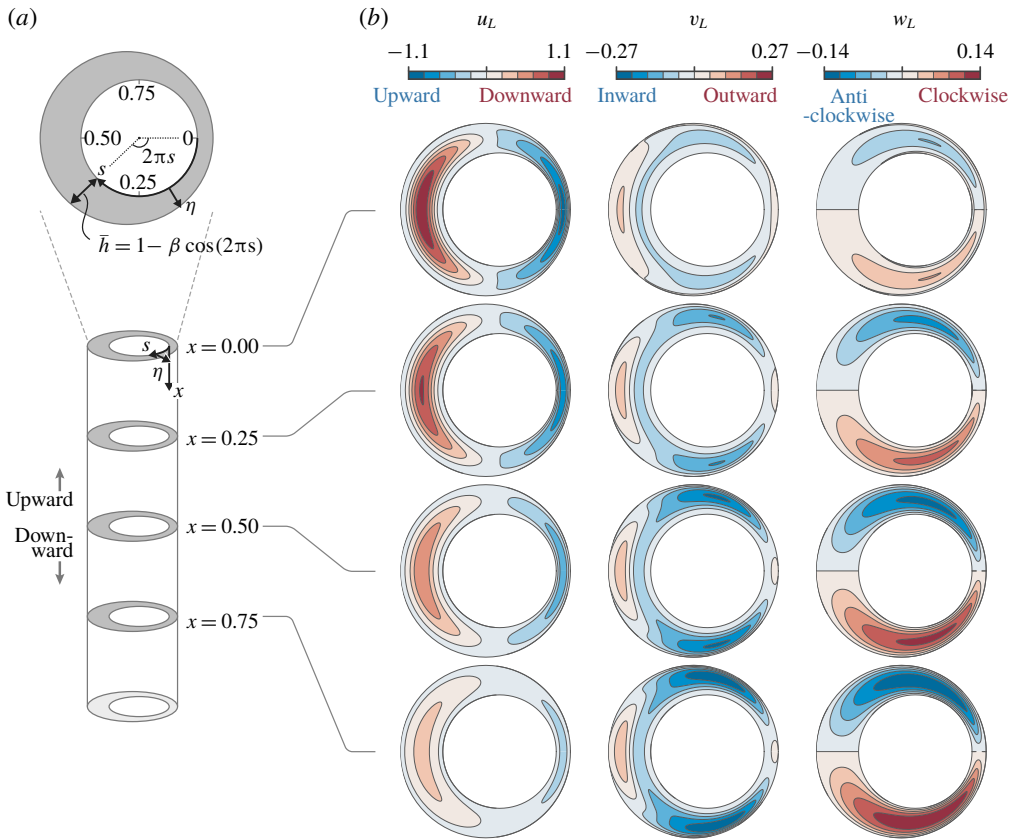 (a)
0.75
0.50
0
2πs
s
0.25
η
h̄ = 1 − β cos(2πs)
s
η
x
x = 0.00
x = 0.25
Upward
x = 0.50
Down-
ward
x = 0.75
(b)
u_L
−1.1 1.1
Upward Downward
v_L
−0.27 0.27
Inward Outward
w_L
−0.14 0.14
Anti
-clockwise
Clockwise